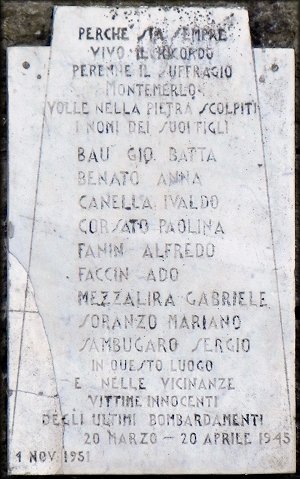 PERCHÈ SIA SEMPRE
VIVO IL RICORDO
PERENNE IL SUFFRAGIO
MONTEMERLO
VOLLE NELLA PIETRA SCOLPITI
I NOMI DEI SUOI FIGLI
BAU' GIO BATTA
BENATO ANNA
CANELLA IVALDO
CORSATO PAOLINA
FANIN ALFREDO
FACCIN ADO
MEZZALIRA GABRIELE
SORANZO MARIANO
SAMBUGARO SERGIO
IN QUESTO LUOGO
E NELLE VICINANZE
VITTIME INNOCENTI
DEGLI ULTIMI BOMBARDAMENTI
20 MARZO - 20 APRILE 1945
4 NOV. 1951